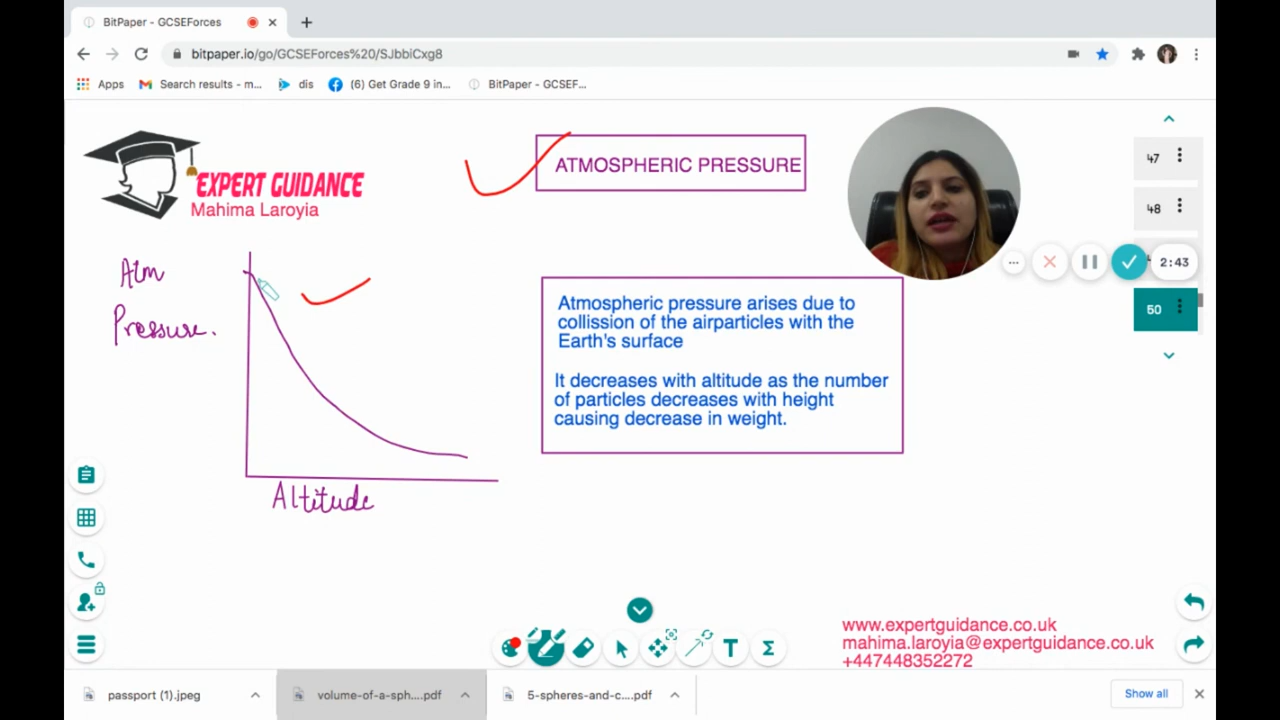 BitPaper - GCSEForces
bitpaper.io/go/GCSEForces%20/SJbbiCxg8
Apps
Search results - m...
dis
(6) Get Grade 9 in...
BitPaper - GCSEF...
EXPERT GUIDANCE
Mahima Laroyia
ATMOSPHERIC PRESSURE
47
48
2:43
50
Atm
Pressure.
Altitude
Atmospheric pressure arises due to
collission of the airparticles with the
Earth's surface
It decreases with altitude as the number
of particles decreases with height
causing decrease in weight.
T
Σ
www.expertguidance.co.uk
mahima.laroyia@expertguidance.co.uk
+447448352272
passport (1).jpeg
volume-of-a-sph....pdf
5-spheres-and-c....pdf
Show all